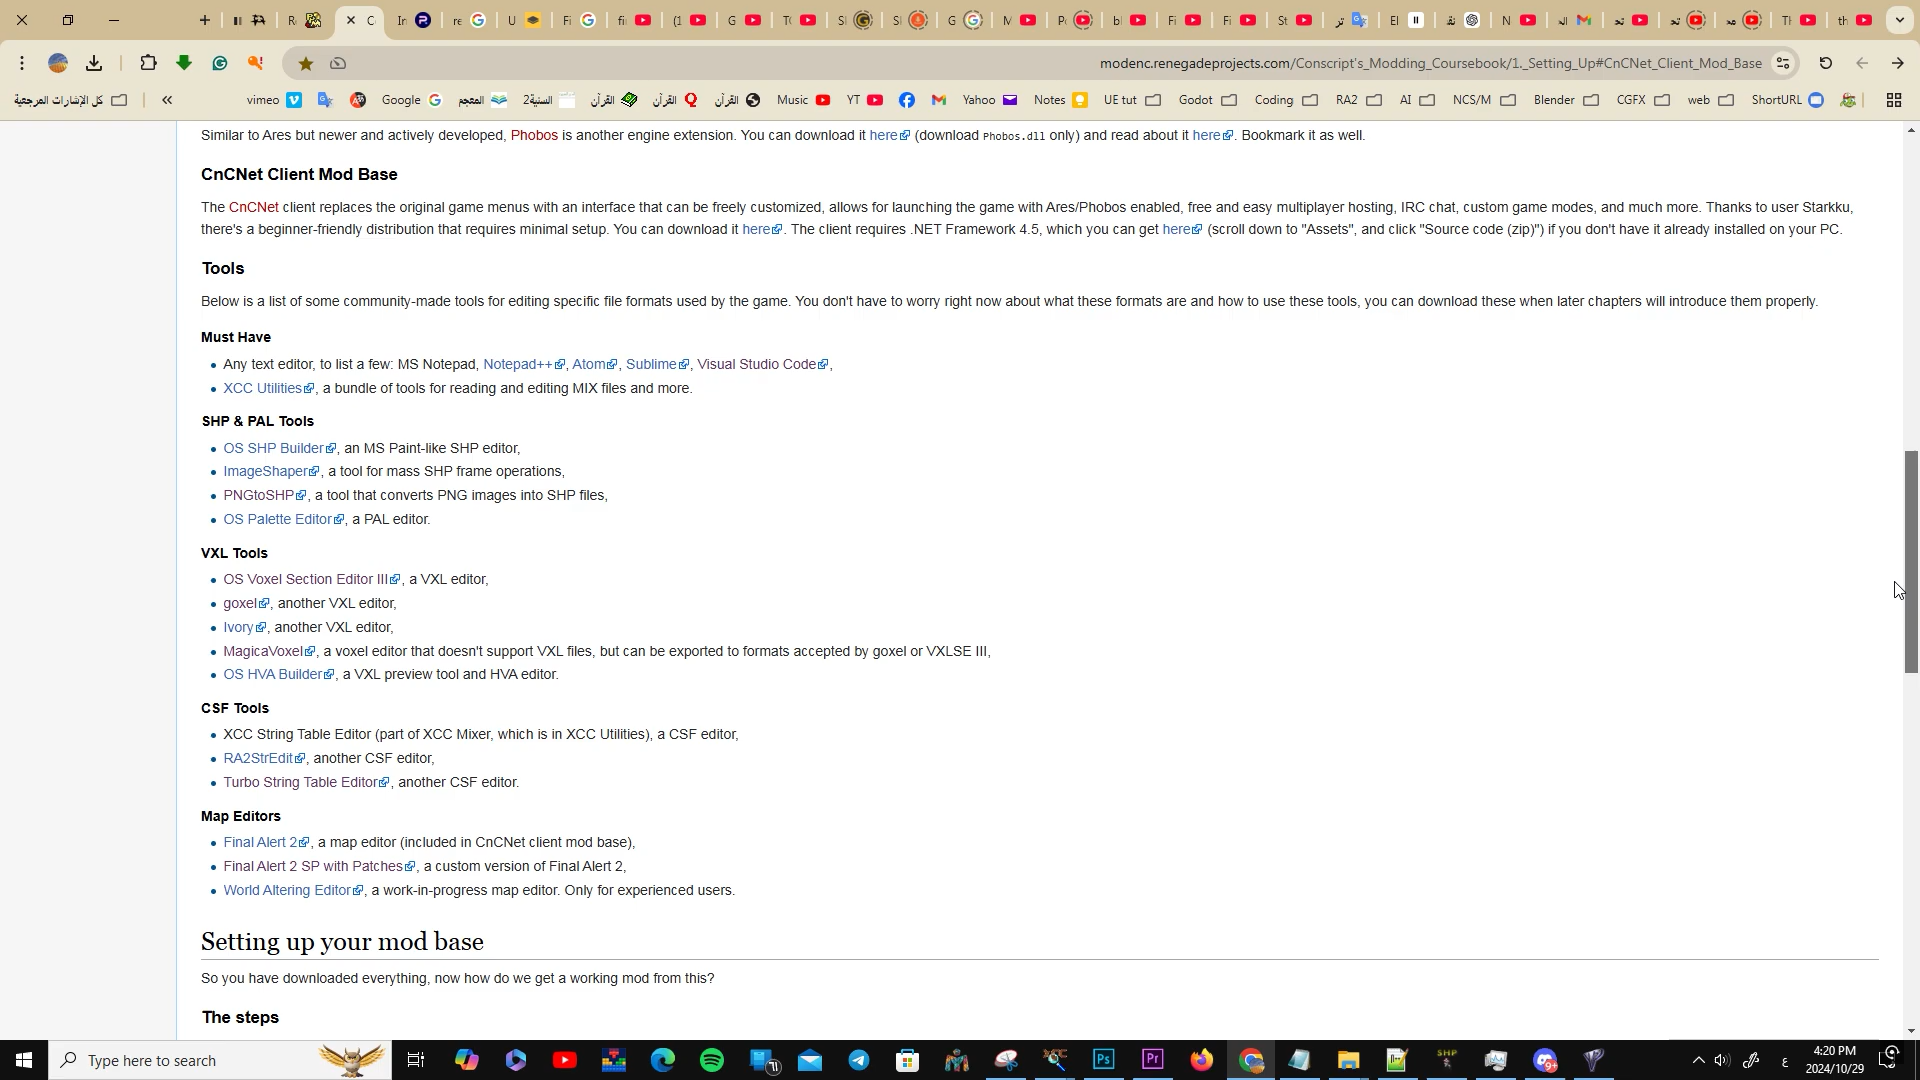 modenc.renegadeprojects.com/Conscript's_Modding_Coursebook/1._Setting_Up#CnCNet_Client_Mod_Base
كل الإشارات المرجعية
vimeo
Google
المعجم
السنية2
القرآن
القرآن
القرآن
Music
YT
Yahoo
Notes
UE tut
Godot
Coding
RA2
AI
NCS/M
Blender
CGFX
web
ShortURL
Similar to Ares but newer and actively developed, Phobos is another engine extension. You can download it here (download Phobos.dll only) and read about it here. Bookmark it as well.
CnCNet Client Mod Base
The CnCNet client replaces the original game menus with an interface that can be freely customized, allows for launching the game with Ares/Phobos enabled, free and easy multiplayer hosting, IRC chat, custom game modes, and much more. Thanks to user Starkku,
there's a beginner-friendly distribution that requires minimal setup. You can download it here. The client requires .NET Framework 4.5, which you can get here (scroll down to "Assets", and click "Source code (zip)") if you don't have it already installed on your PC.
Tools
Below is a list of some community-made tools for editing specific file formats used by the game. You don't have to worry right now about what these formats are and how to use these tools, you can download these when later chapters will introduce them properly.
Must Have
Any text editor, to list a few: MS Notepad, Notepad++, Atom, Sublime, Visual Studio Code,
XCC Utilities, a bundle of tools for reading and editing MIX files and more.
SHP & PAL Tools
OS SHP Builder, an MS Paint-like SHP editor,
ImageShaper, a tool for mass SHP frame operations,
PNGtoSHP, a tool that converts PNG images into SHP files,
OS Palette Editor, a PAL editor.
VXL Tools
OS Voxel Section Editor III, a VXL editor,
goxel, another VXL editor,
Ivory, another VXL editor,
MagicaVoxel, a voxel editor that doesn't support VXL files, but can be exported to formats accepted by goxel or VXLSE III,
OS HVA Builder, a VXL preview tool and HVA editor.
CSF Tools
XCC String Table Editor (part of XCC Mixer, which is in XCC Utilities), a CSF editor,
RA2StrEdit, another CSF editor,
Turbo String Table Editor, another CSF editor.
Map Editors
Final Alert 2, a map editor (included in CnCNet client mod base),
Final Alert 2 SP with Patches, a custom version of Final Alert 2,
World Altering Editor, a work-in-progress map editor. Only for experienced users.
Setting up your mod base
So you have downloaded everything, now how do we get a working mod from this?
The steps
Type here to search
ع
4:20 PM
2024/10/29